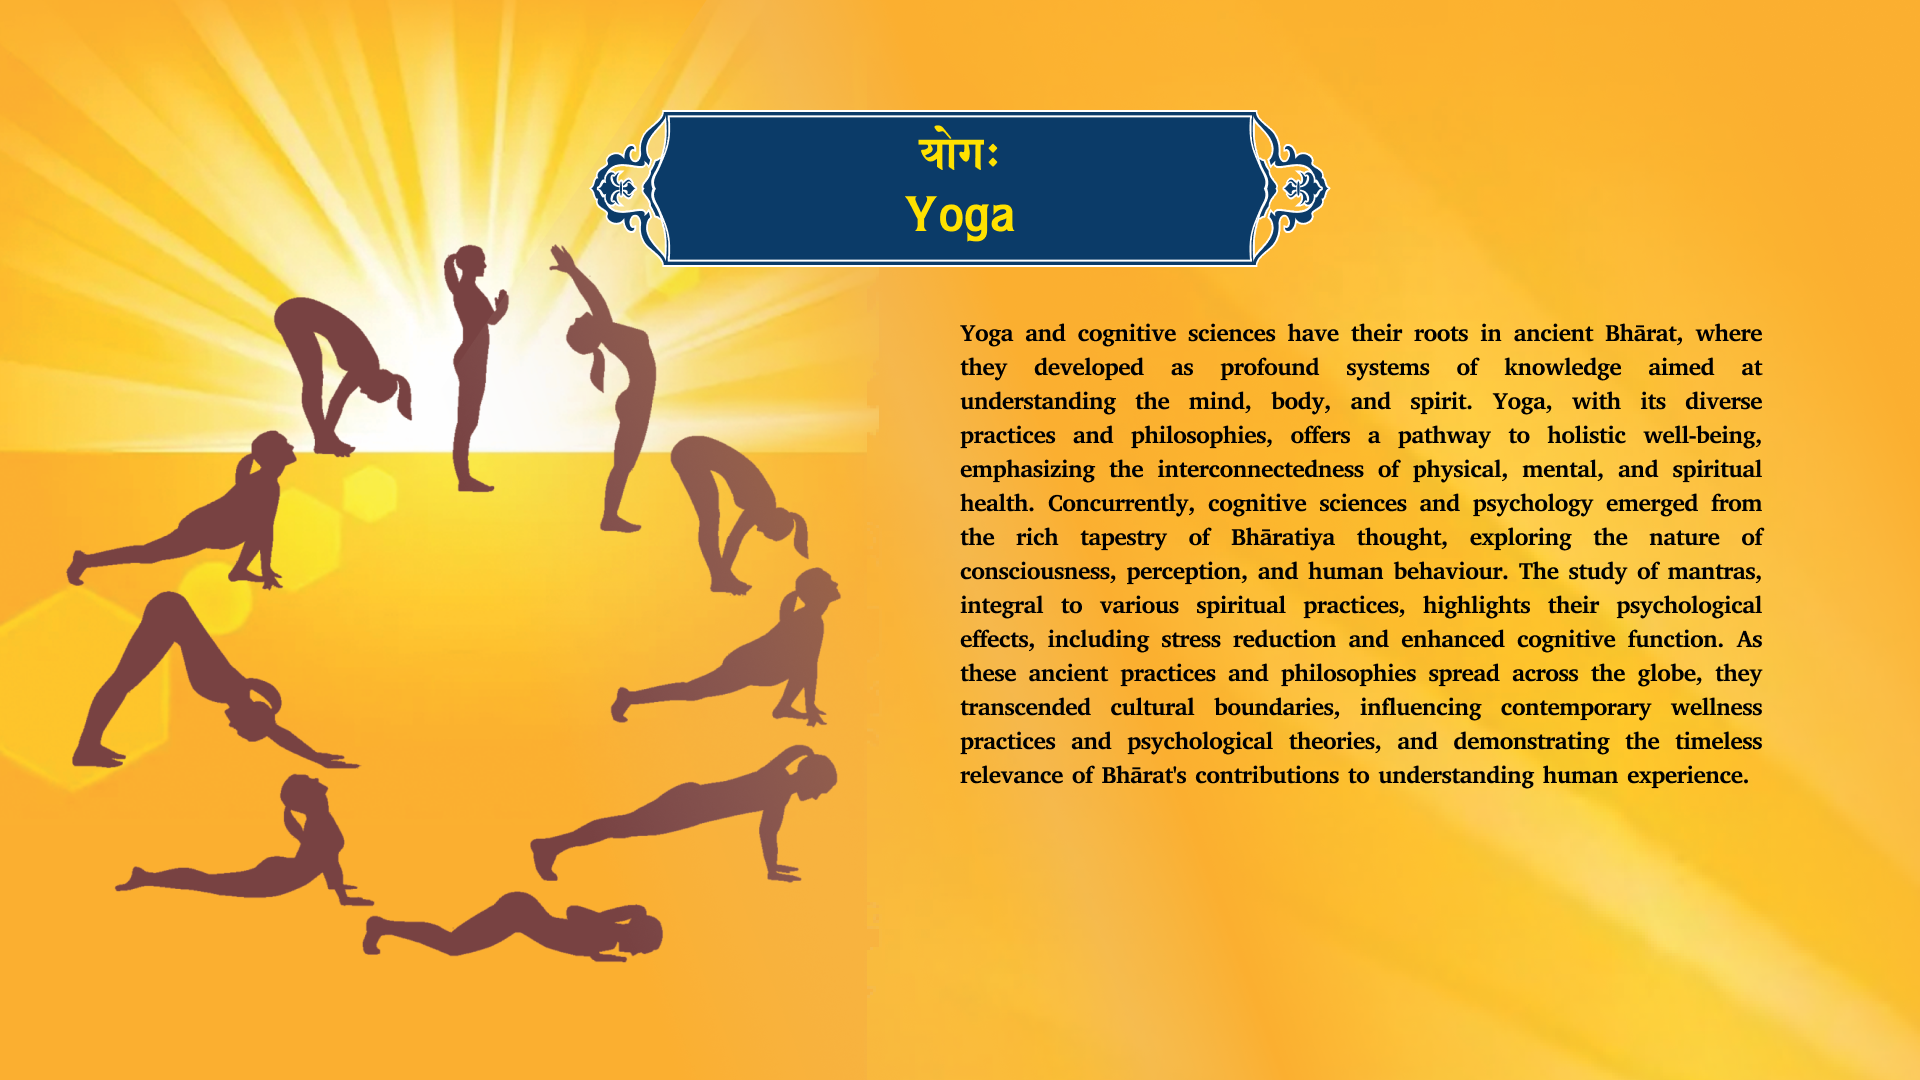 योगः
Yoga
Yoga and cognitive sciences have their roots in ancient Bhārat, where
they developed as profound systems of knowledge aimed at
understanding the mind, body, and spirit. Yoga, with its diverse
practices and philosophies, offers a pathway to holistic well-being,
emphasizing the interconnectedness of physical, mental, and spiritual
health. Concurrently, cognitive sciences and psychology emerged from
the rich tapestry of Bhāratiya thought, exploring the nature of
consciousness, perception, and human behaviour. The study of mantras,
integral to various spiritual practices, highlights their psychological
effects, including stress reduction and enhanced cognitive function. As
these ancient practices and philosophies spread across the globe, they
transcended cultural boundaries, influencing contemporary wellness
practices and psychological theories, and demonstrating the timeless
relevance of Bhārat's contributions to understanding human experience.